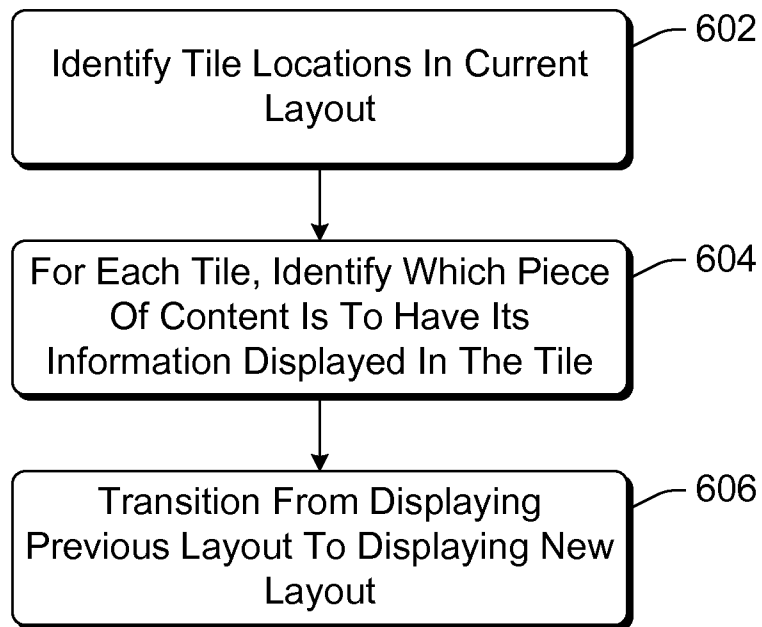 Identify Tile Locations In Current
Layout
602
For Each Tile, Identify Which Piece
Of Content Is To Have Its
Information Displayed In The Tile
604
Transition From Displaying
Previous Layout To Displaying New
Layout
606